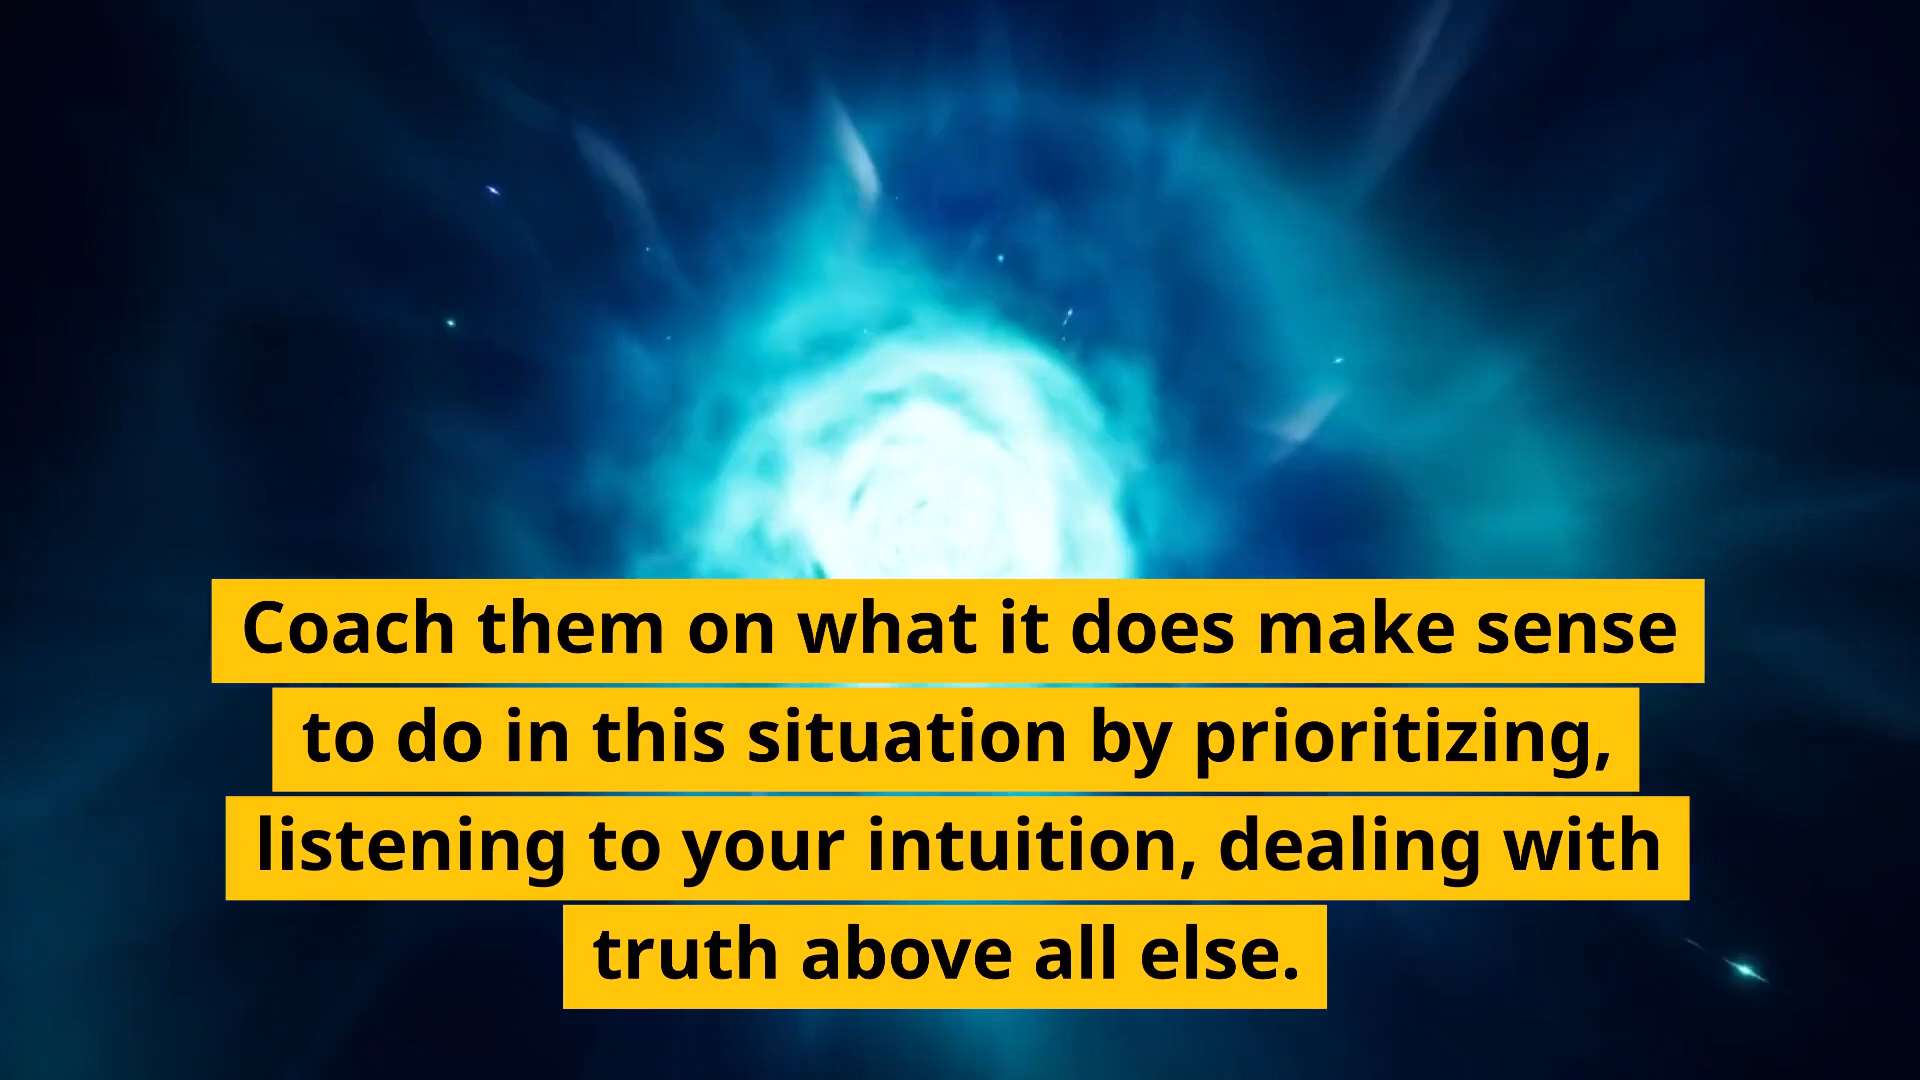 Coach them on what it does make sense
to do in this situation by prioritizing,
listening to your intuition, dealing with
truth above all else.